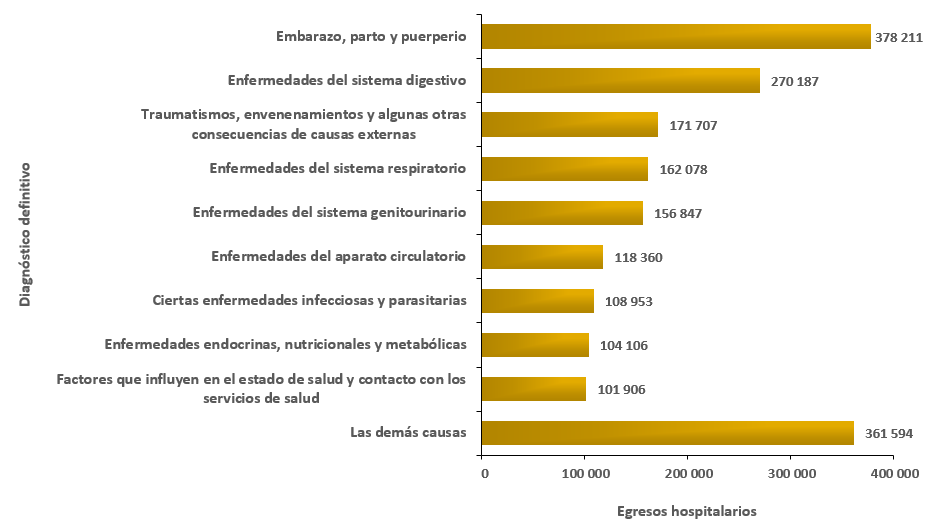 Embarazo, parto y puerperio
378 211
Enfermedades del sistema digestivo
270 187
Traumatismos, envenenamientos y algunas otras
consecuencias de causas externas
171 707
Enfermedades del sistema respiratorio
162 078
Enfermedades del sistema genitourinario
156 847
Enfermedades del aparato circulatorio
118 360
Ciertas enfermedades infecciosas y parasitarias
108 953
Enfermedades endocrinas, nutricionales y metabólicas
104 106
Factores que influyen en el estado de salud y contacto con los
servicios de salud
101 906
Las demás causas
361 594
Diagnóstico definitivo
0 100 000 200 000 300 000 400 000
Egresos hospitalarios